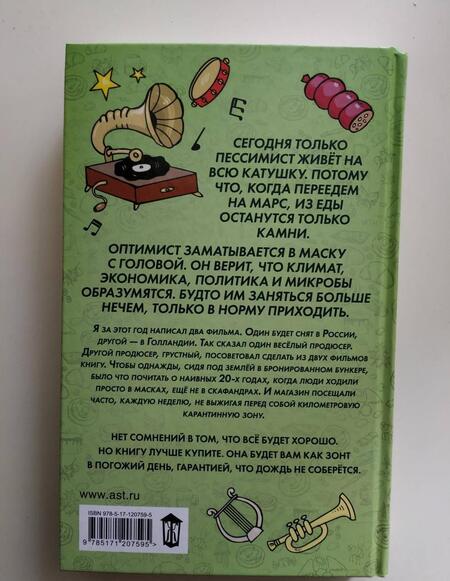 СЕГОДНЯ ТОЛЬКО
ПЕССИМИСТ ЖИВЁТ НА
ВСЮ КАТУШКУ. ПОТОМУ
ЧТО, КОГДА ПЕРЕЕДЕМ
НА МАРС, ИЗ ЕДЫ
ОСТАНУТСЯ ТОЛЬКО
КАМНИ.
ОПТИМИСТ ЗАМАТЫВАЕТСЯ В МАСКУ
С ГОЛОВОЙ. ОН ВЕРИТ, ЧТО КЛИМАТ,
ЭКОНОМИКА, ПОЛИТИКА И МИКРОБЫ
ОБРАЗУМЯТСЯ. БУДТО ИМ ЗАНЯТЬСЯ БОЛЬШЕ
НЕЧЕМ, ТОЛЬКО В НОРМУ ПРИХОДИТЬ.
Я ЗА ЭТОТ ГОД НАПИСАЛ ДВА ФИЛЬМА. ОДИН БУДЕТ СНЯТ В РОССИИ,
ДРУГОЙ — В ГОЛЛАНДИИ. ТАК СКАЗАЛ ОДИН ВЕСЁЛЫЙ ПРОДЮСЕР.
ДРУГОЙ ПРОДЮСЕР, ГРУСТНЫЙ, ПОСОВЕТОВАЛ СДЕЛАТЬ ИЗ ДВУХ ФИЛЬМОВ
КНИГУ. ЧТОБЫ ОДНАЖДЫ, СИДЯ ПОД ЗЕМЛЁЙ В БРОНИРОВАННОМ БУНКЕРЕ,
БЫЛО ЧТО ПОЧИТАТЬ О НАИВНЫХ 20-Х ГОДАХ, КОГДА ЛЮДИ ХОДИЛИ
ПРОСТО В МАСКАХ, ЕЩЁ НЕ В СКАФАНДРАХ. И МАГАЗИН ПОСЕЩАЛИ
ЧАСТО, КАЖДУЮ НЕДЕЛЮ, НЕ ВЫЖИГАЯ ПЕРЕД СОБОЙ КИЛОМЕТРОВУЮ
КАРАНТИННУЮ ЗОНУ.
НЕТ СОМНЕНИЙ В ТОМ, ЧТО ВСЁ БУДЕТ ХОРОШО.
НО КНИГУ ЛУЧШЕ КУПИТЕ. ОНА БУДЕТ ВАМ КАК ЗОНТ
В ПОГОЖИЙ ДЕНЬ, ГАРАНТИЕЙ, ЧТО ДОЖДЬ НЕ СОБЕРЁТСЯ.
www.ast.ru
ISBN 978-5-17-120759-5
9 785171 207595 >